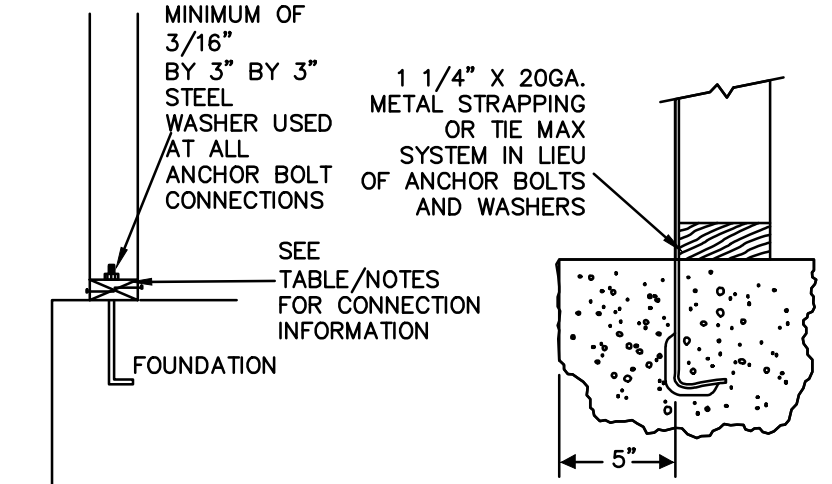 MINIMUM OF
3/16"
BY 3" BY 3"
STEEL
WASHER USED
AT ALL
ANCHOR BOLT
CONNECTIONS
1 1/4" X 20GA.
METAL STRAPPING
OR TIE MAX
SYSTEM IN LIEU
OF ANCHOR BOLTS
AND WASHERS
SEE
TABLE/NOTES
FOR CONNECTION
INFORMATION
FOUNDATION
5"